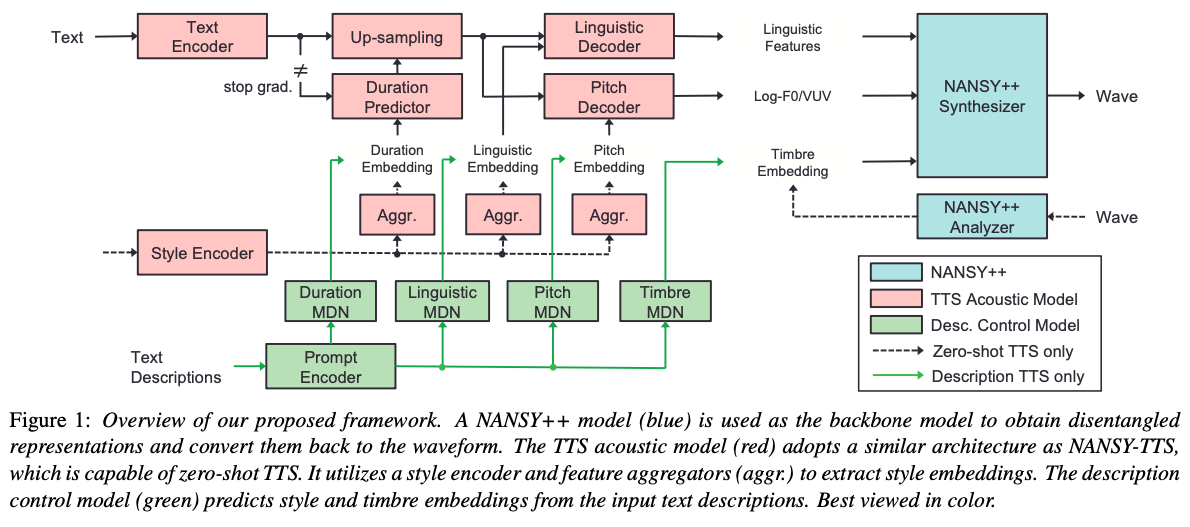 Text
Text
Encoder
Up-sampling
Linguistic
Decoder
Linguistic
Features
NANSY++
Synthesizer
Wave
≠
stop grad.
Duration
Predictor
Pitch
Decoder
Log-F0/VUV
Duration
Embedding
Linguistic
Embedding
Pitch
Embedding
Timbre
Embedding
Aggr.
Aggr.
Aggr.
NANSY++
Analyzer
Wave
Style Encoder
Duration
MDN
Linguistic
MDN
Pitch
MDN
Timbre
MDN
Text
Descriptions
Prompt
Encoder
NANSY++
TTS Acoustic Model
Desc. Control Model
Zero-shot TTS only
Description TTS only
Figure 1: Overview of our proposed framework. A NANSY++ model (blue) is used as the backbone model to obtain disentangled
representations and convert them back to the waveform. The TTS acoustic model (red) adopts a similar architecture as NANSY-TTS,
which is capable of zero-shot TTS. It utilizes a style encoder and feature aggregators (aggr.) to extract style embeddings. The description
control model (green) predicts style and timbre embeddings from the input text descriptions. Best viewed in color.